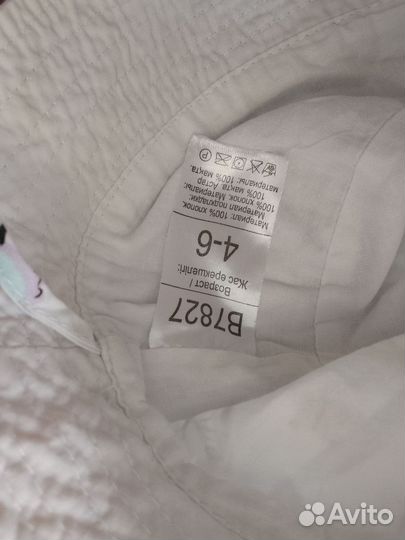 B7827
Возраст /
Жас ерекшелігі:
4-6
Материал: 100% хлопок.
Материал подкладки:
100% хлопок. Материалы:
100% мақта. Астар
материалы: 100% мақта.
P
Avito